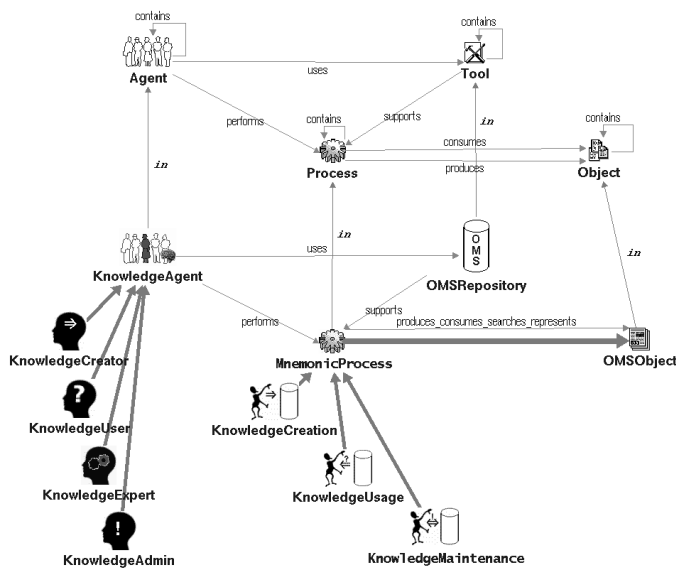 contains
contains
Agent
uses
Tool
performs
contains
supports
in
consumes
contains
Process
produces
Object
in
in
in
KnowledgeAgent
uses
O
M
S
OMSRepository
performs
supports
produces_consumes_searches_represents
KnowledgeCreator
MnemonicProcess
OMSObject
?
KnowledgeUser
KnowledgeCreation
?
KnowledgeExpert
KnowledgeUsage
!
!
KnowledgeAdmin
KnowledgeMaintenance